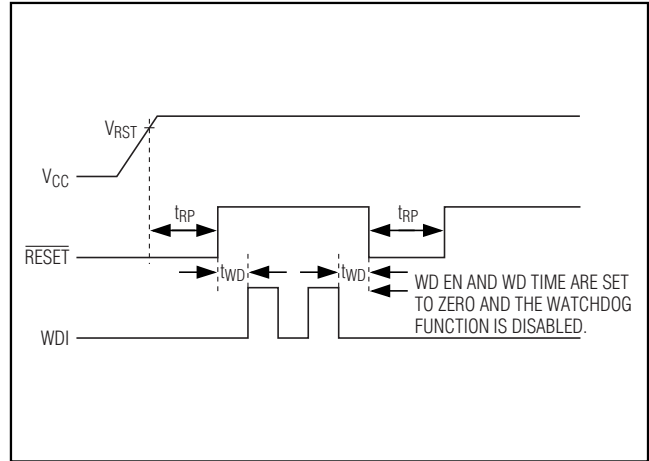 VRST
VCC
tRP
tRP
RESET
tWD
tWD
WD EN AND WD TIME ARE SET
TO ZERO AND THE WATCHDOG
FUNCTION IS DISABLED.
WDI